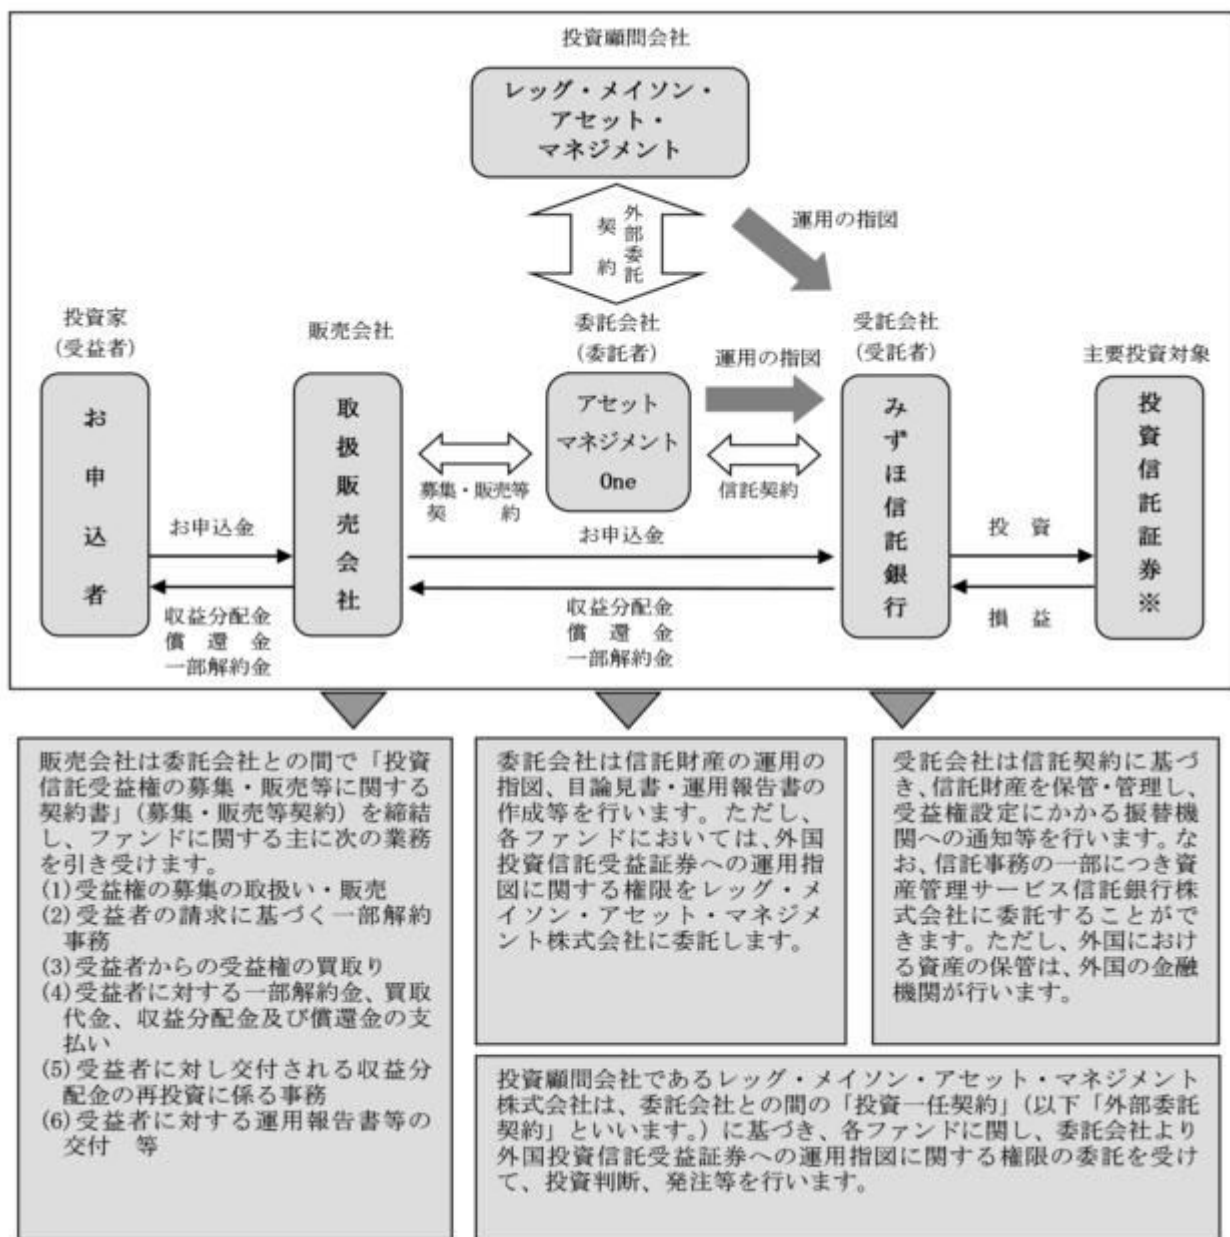 投資顧問会社
レッグ・メイソン・
アセット・
マネジメント
外部委託
契約
運用の指図
投資家
(受益者)
お申込者
販売会社
取扱販売会社
委託会社
(委託者)
アセット
マネジメント
One
運用の指図
受託会社
(受託者)
みずほ信託銀行
主要投資対象
投資信託証券※
募集・販売等
契 約
信託契約
お申込金
お申込金
投 資
収益分配金
償 還 金
一部解約金
収益分配金
償 還 金
一部解約金
損 益
販売会社は委託会社との間で「投資
信託受益権の募集・販売等に関する
契約書」(募集・販売等契約)を締結
し、ファンドに関する主に次の業務
を引き受けます。
(1)受益権の募集の取扱い・販売
(2)受益者の請求に基づく一部解約
事務
(3)受益者からの受益権の買取り
(4)受益者に対する一部解約金、買取
代金、収益分配金及び償還金の支
払い
(5)受益者に対し交付される収益分
配金の再投資に係る事務
(6)受益者に対する運用報告書等の
交付 等
委託会社は信託財産の運用の
指図、目論見書・運用報告書の
作成等を行います。ただし、
各ファンドにおいては、外国
投資信託受益証券への運用指
図に関する権限をレッグ・メ
イソン・アセット・マネジメ
ント株式会社に委託します。
受託会社は信託契約に基づ
き、信託財産を保管・管理し、
受益権設定にかかる振替機
関への通知等を行います。な
お、信託事務の一部につき資
産管理サービス信託銀行株
式会社に委託することがで
きます。ただし、外国におけ
る資産の保管は、外国の金融
機関が行います。
投資顧問会社であるレッグ・メイソン・アセット・マネジメント
株式会社は、委託会社との間の「投資一任契約」(以下「外部委託
契約」といいます。)に基づき、各ファンドに関し、委託会社より
外国投資信託受益証券への運用指図に関する権限の委託を受け
て、投資判断、発注等を行います。